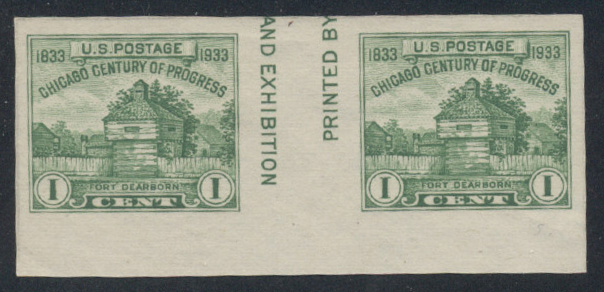 1833 U.S. POSTAGE 1933
CHICAGO CENTURY OF PROGRESS
FORT DEARBORN
1 CENT 1
AND EXHIBITION
PRINTED BY
1833 U.S. POSTAGE 1933
CHICAGO CENTURY OF PROGRESS
FORT DEARBORN
1 CENT 1